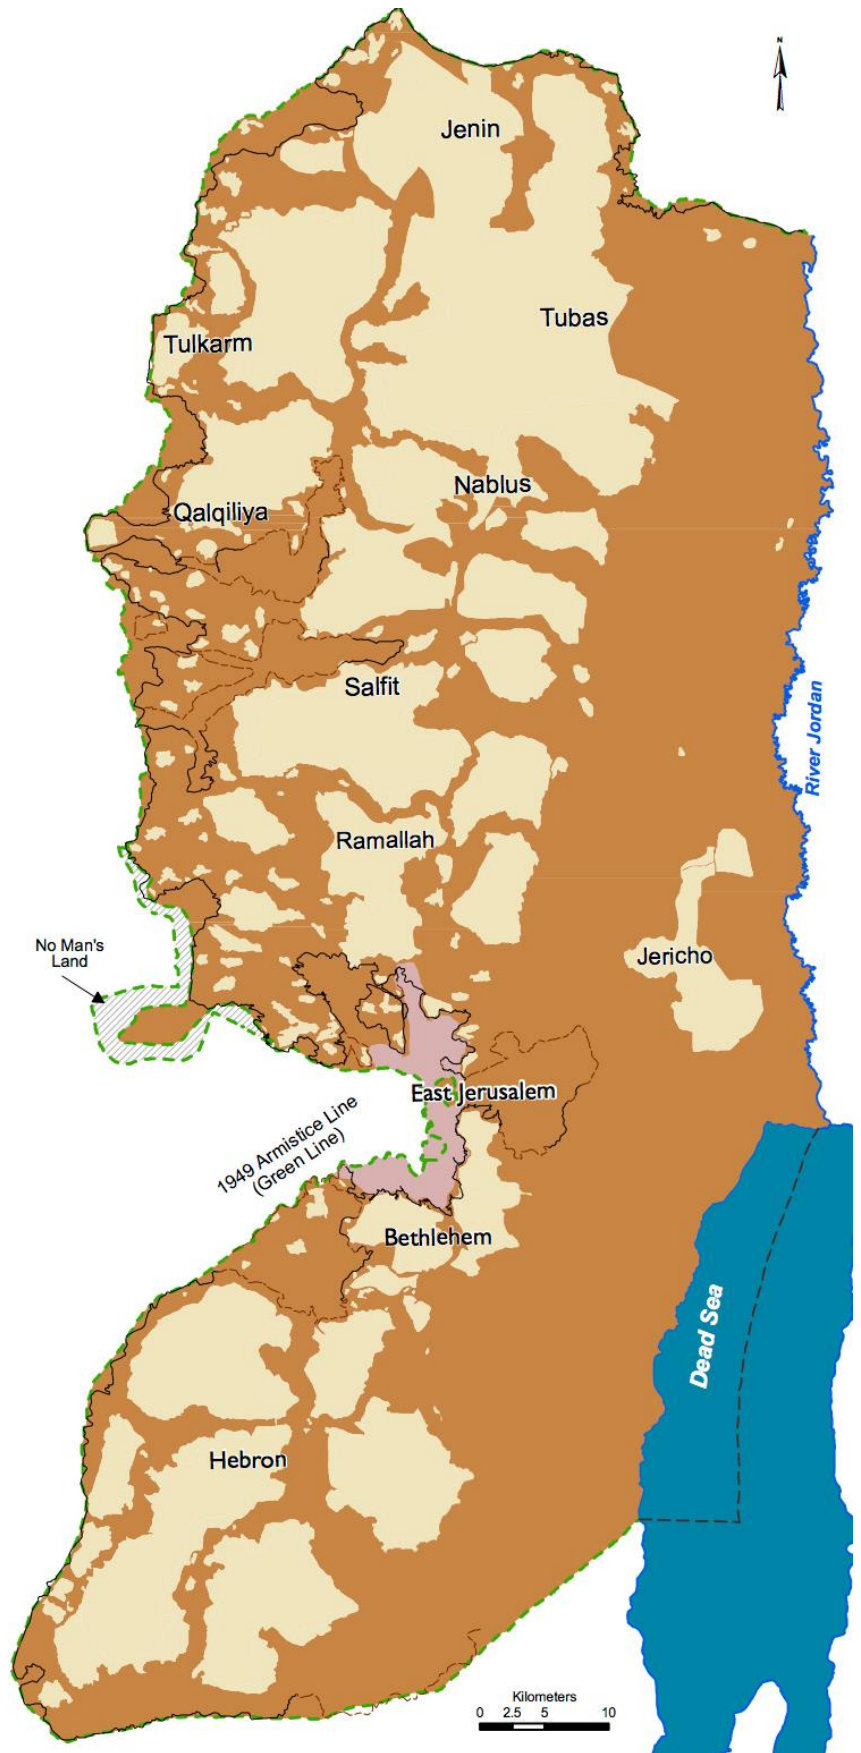 N
Jenin
Tubas
Tulkarm
Nablus
Qalqiliya
Salfit
River Jordan
Ramallah
No Man's
Land
Jericho
East Jerusalem
1949 Armistice Line
(Green Line)
Bethlehem
Dead Sea
Hebron
Kilometers
0 2.5 5 10